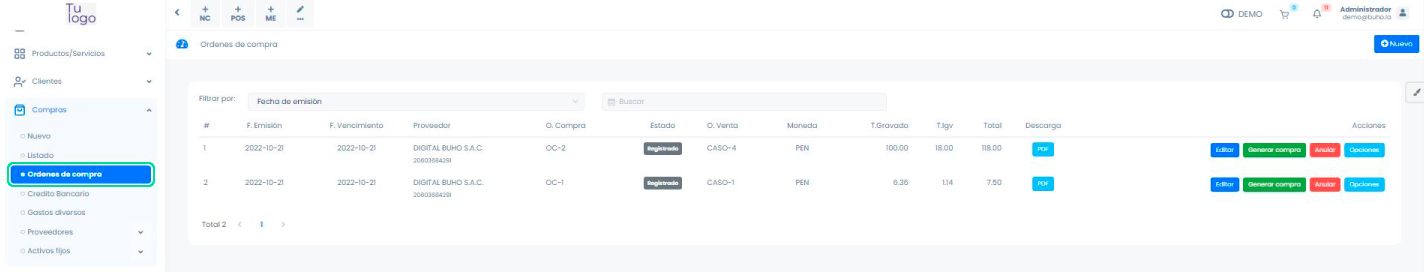 Tu logo
+ NC
+ POS
+ ME
...
DEMO
0
11
Administrador
demo@buho.la
Productos/Servicios
Clientes
Compras
Nuevo
Listado
Ordenes de compra
Credito Bancario
Gastos diversos
Proveedores
Activos fijos
Ordenes de compra
Nuevo
Filtrar por:
Fecha de emisión
Buscar
# F. Emisión F. Vencimiento Proveedor O. Compra Estado O. Venta Moneda T.Gravado T.Igv Total Descarga Acciones
1 2022-10-21 2022-10-21 DIGITAL BUHO S.A.C. OC-2 Registrado CASO-4 PEN 100.00 18.00 118.00 PDF Editar Generar compra Anular Opciones
20603684291
2 2022-10-21 2022-10-21 DIGITAL BUHO S.A.C. OC-1 Registrado CASO-1 PEN 6.36 1.14 7.50 PDF Editar Generar compra Anular Opciones
20603684291
Total 2 < 1 >